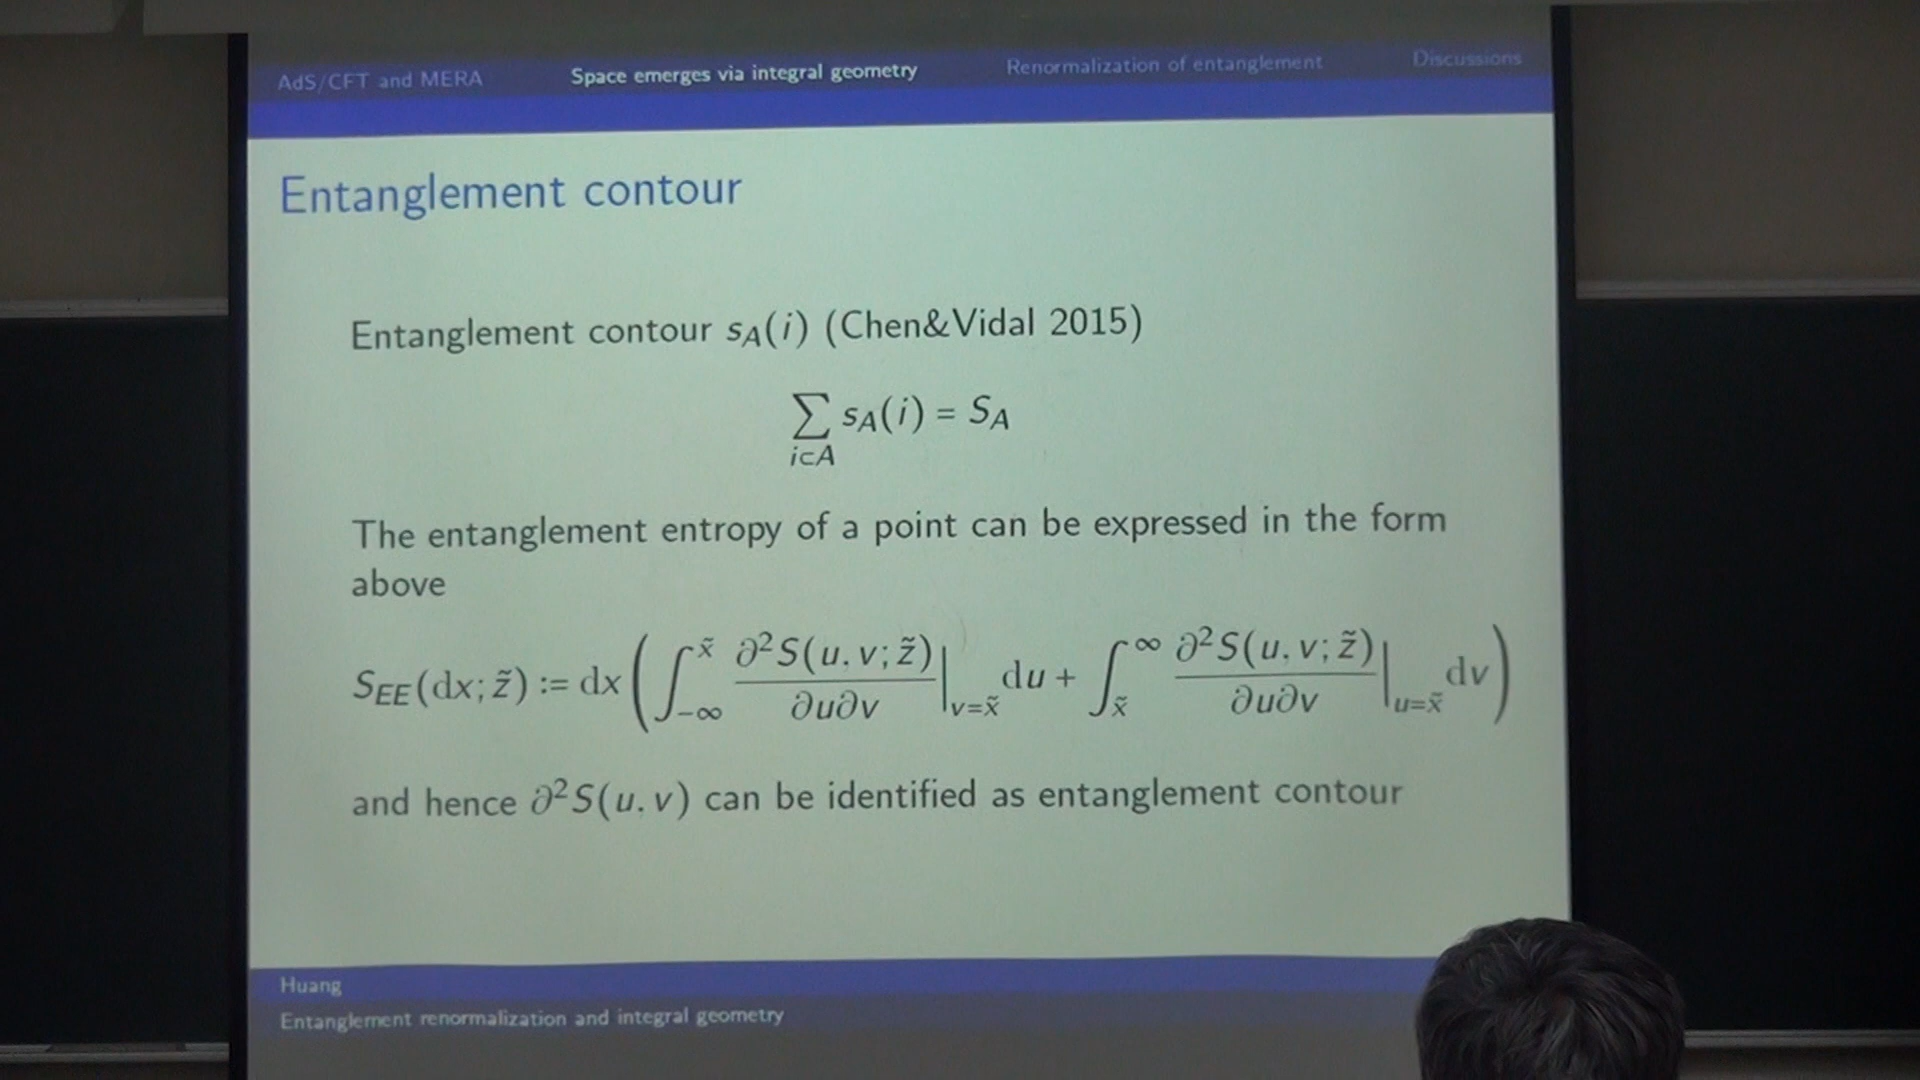 AdS/CFT and MERA Space emerges via integral geometry Renormalization of entanglement Discussions
Entanglement contour
Entanglement contour s_A(i) (Chen&Vidal 2015)
∑_{i⊂A} s_A(i) = S_A
The entanglement entropy of a point can be expressed in the form
above
S_{EE}(dx; z̃) := dx ( ∫_{-∞}^{x̃} ∂²S(u, v; z̃)/∂u∂v |_{v=x̃} du + ∫_{x̃}^{∞} ∂²S(u, v; z̃)/∂u∂v |_{u=x̃} dv )
and hence ∂²S(u, v) can be identified as entanglement contour
Huang
Entanglement renormalization and integral geometry